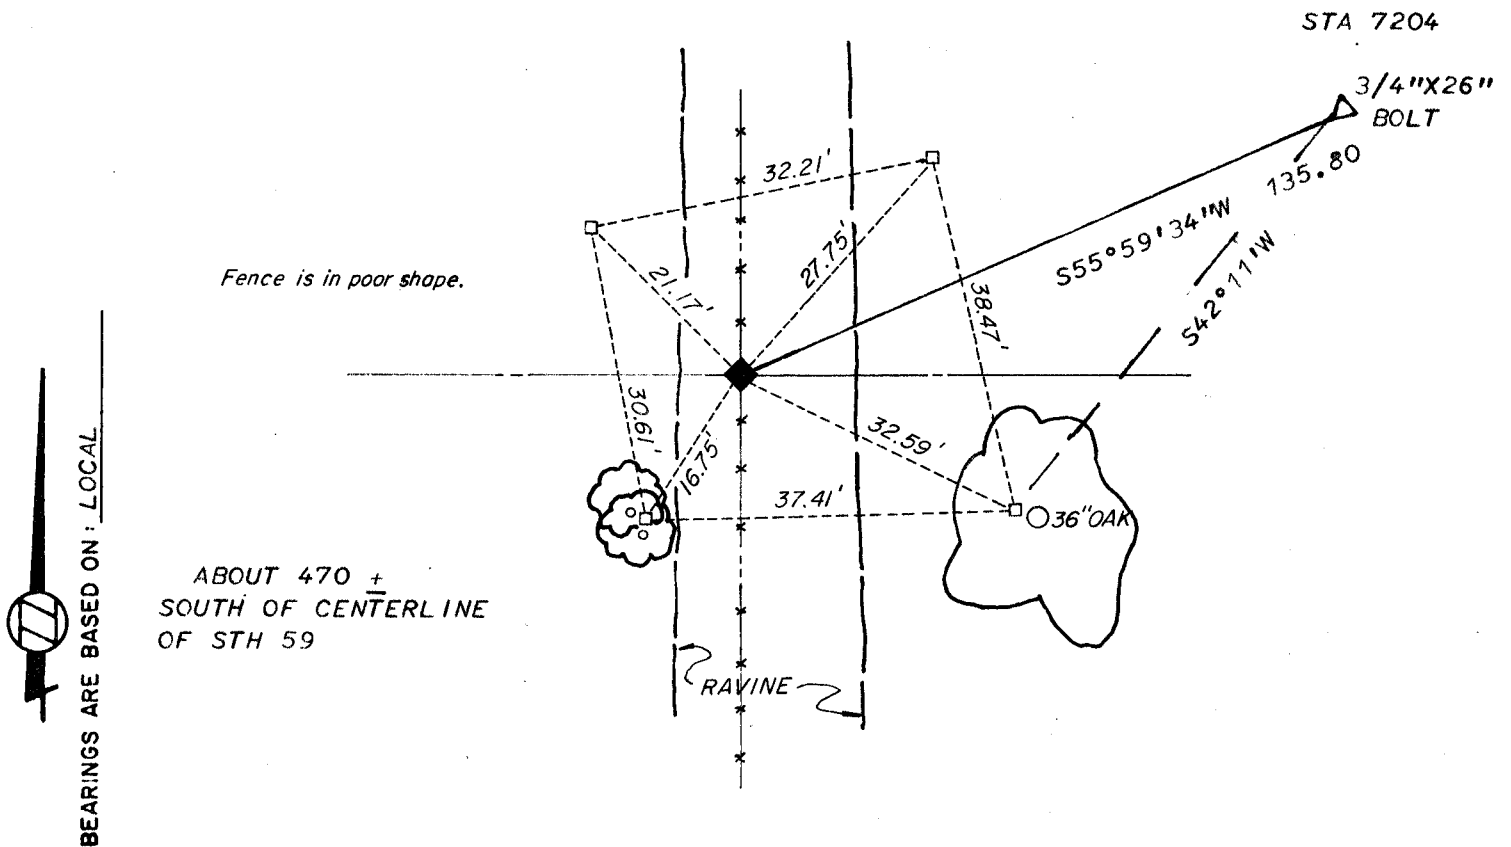 STA 7204
3/4"X26"
BOLT
135.80
S55°59'34"W
S42°11'W
32.21'
27.75'
21.17'
38.47'
Fence is in poor shape.
30.61'
16.75'
32.59'
37.41'
36" OAK
BEARINGS ARE BASED ON: LOCAL
ABOUT 470 ±
SOUTH OF CENTERLINE
OF STH 59
RAVINE